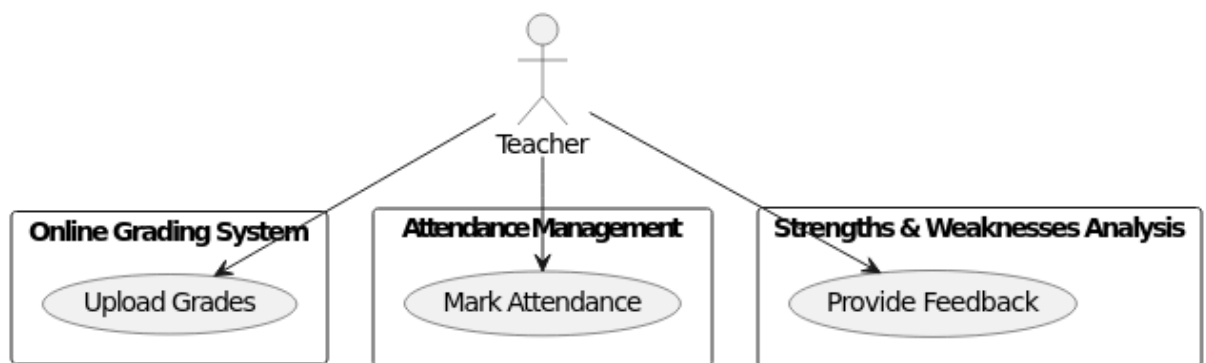 Teacher
Online Grading System
Attendance Management
Strengths & Weaknesses Analysis
Upload Grades
Mark Attendance
Provide Feedback